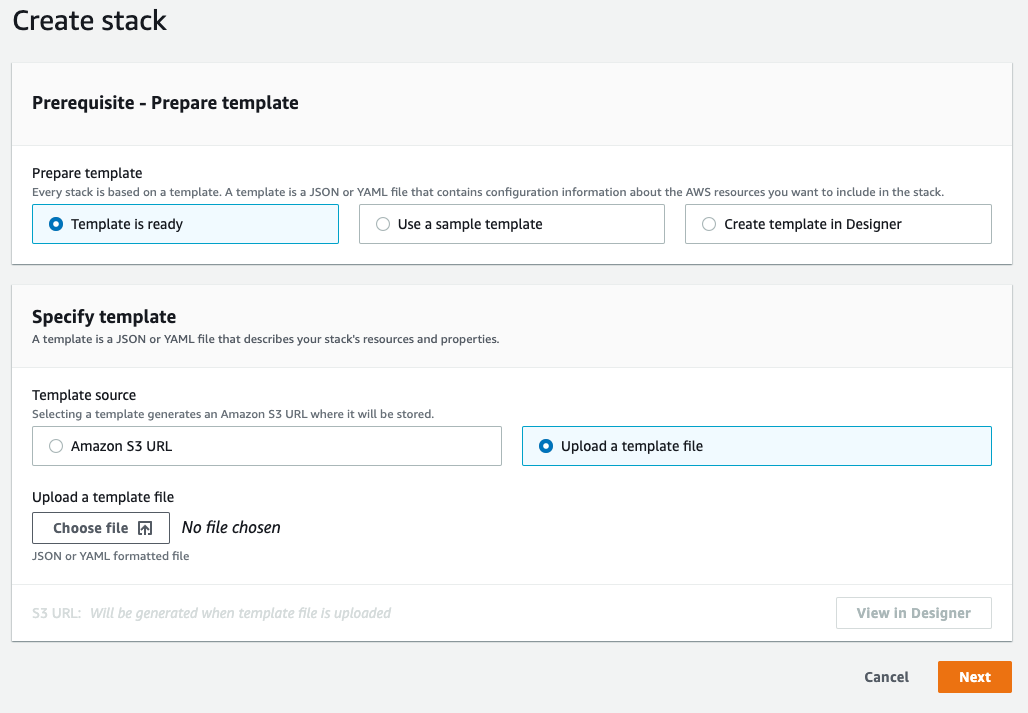 Create stack
Prerequisite - Prepare template
Prepare template
Every stack is based on a template. A template is a JSON or YAML file that contains configuration information about the AWS resources you want to include in the stack.
Template is ready
Use a sample template
Create template in Designer
Specify template
A template is a JSON or YAML file that describes your stack's resources and properties.
Template source
Selecting a template generates an Amazon S3 URL where it will be stored.
Amazon S3 URL
Upload a template file
Upload a template file
Choose file No file chosen
JSON or YAML formatted file
S3 URL: Will be generated when template file is uploaded
View in Designer
Cancel
Next